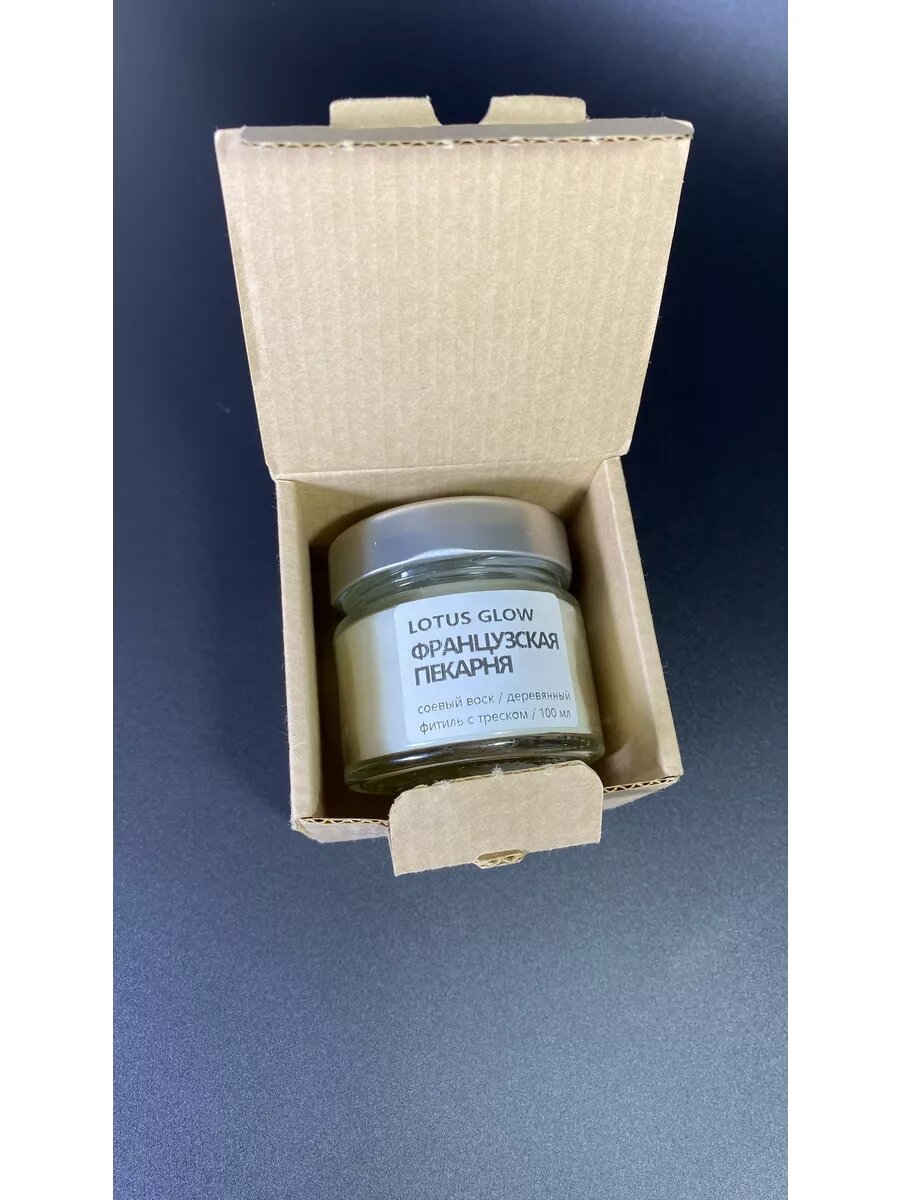 LOTUS GLOW
ФРАНЦУЗСКАЯ
ПЕКАРНЯ
соевый воск / деревянный
фитиль с треском / 100 мл